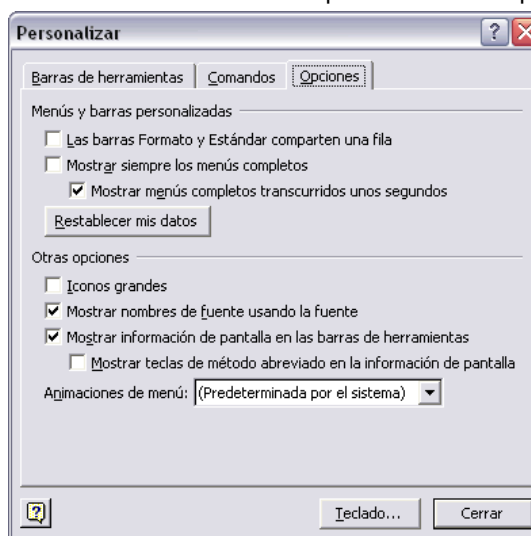 Personalizar
Barras de herramientas Comandos Opciones
Menús y barras personalizadas
Las barras Formato y Estándar comparten una fila
Mostrar siempre los menús completos
Mostrar menús completos transcurridos unos segundos
Restablecer mis datos
Otras opciones
Iconos grandes
Mostrar nombres de fuente usando la fuente
Mostrar información de pantalla en las barras de herramientas
Mostrar teclas de método abreviado en la información de pantalla
Animaciones de menú: (Predeterminada por el sistema)
Teclado... Cerrar